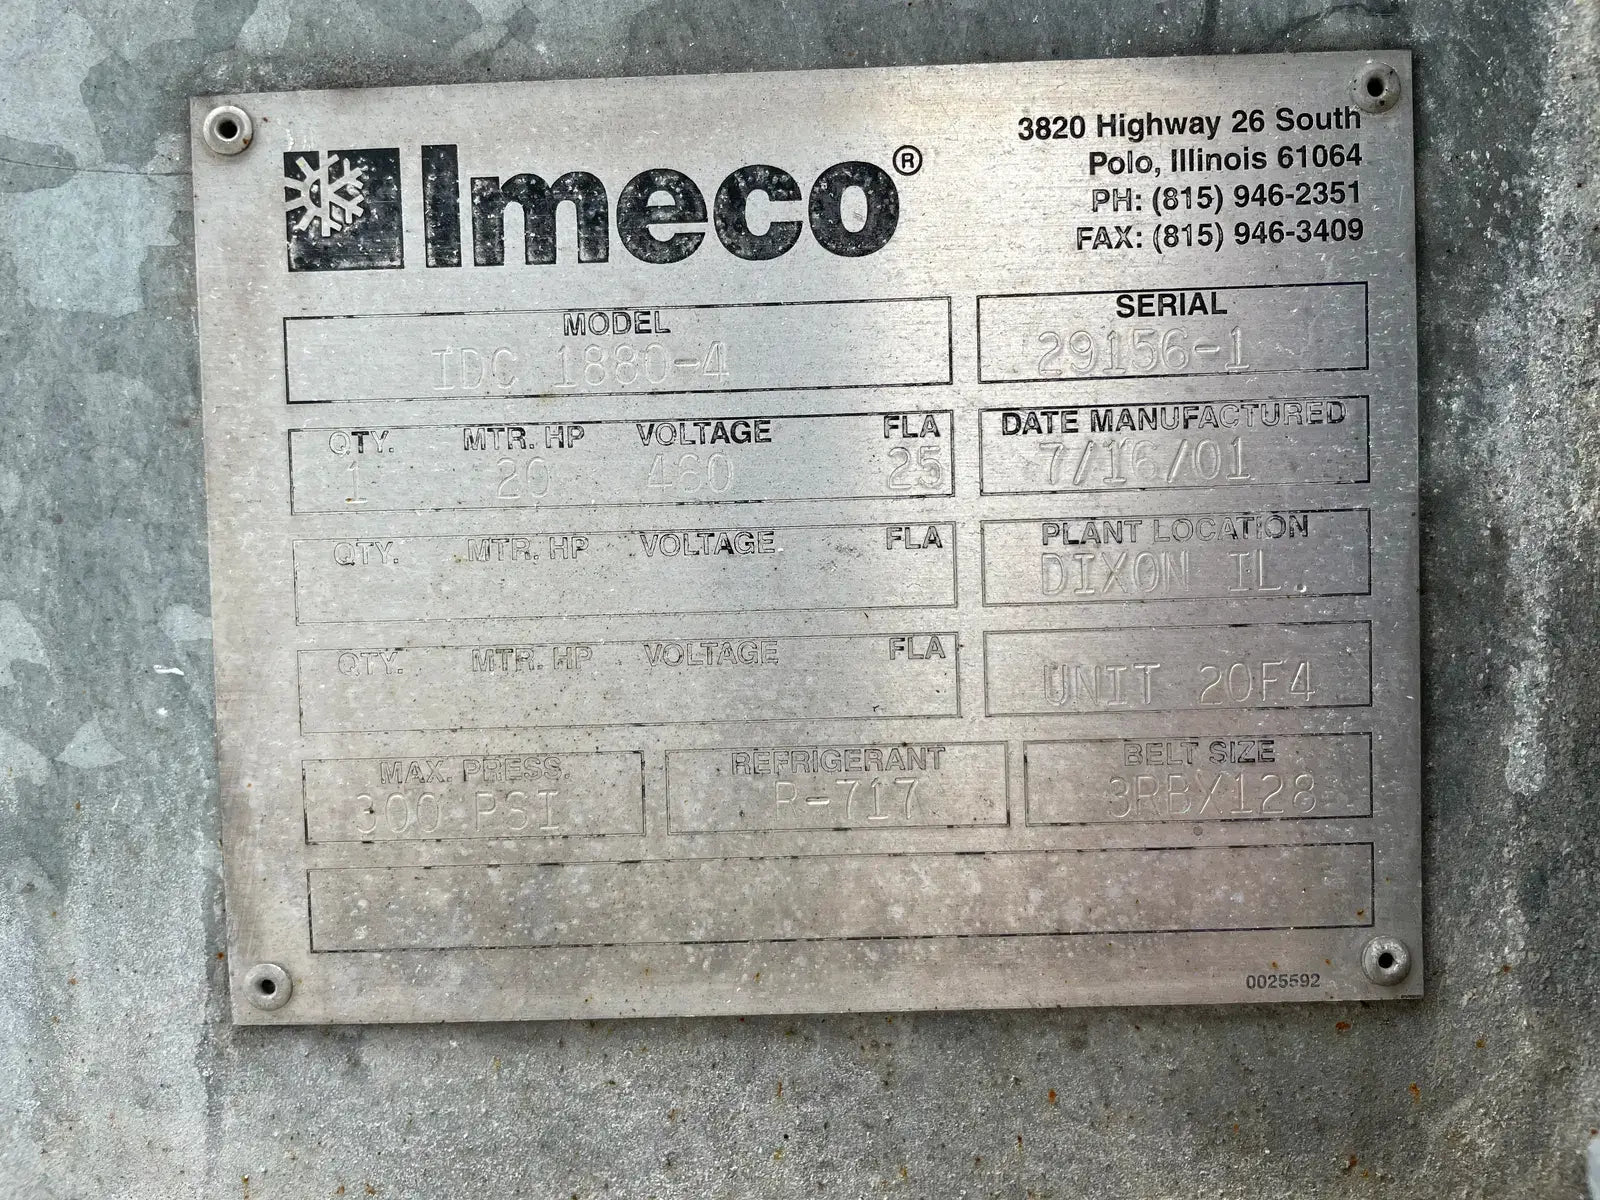 Imeco®
3820 Highway 26 South
Polo, Illinois 61064
PH: (815) 946-2351
FAX: (815) 946-3409
MODEL
IDC 1880-4
SERIAL
29156-1
QTY. MTR. HP VOLTAGE FLA
1 20 460 25
DATE MANUFACTURED
7/16/01
QTY. MTR. HP VOLTAGE FLA
PLANT LOCATION
DIXON IL.
QTY. MTR. HP VOLTAGE FLA
UNIT 20F4
MAX. PRESS.
300 PSI
REFRIGERANT
R-717
BELT SIZE
3RBX128
0025592